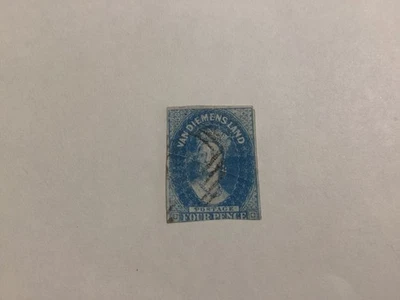 VAN DIEMENS LAND
POSTAGE
FOUR PENCE